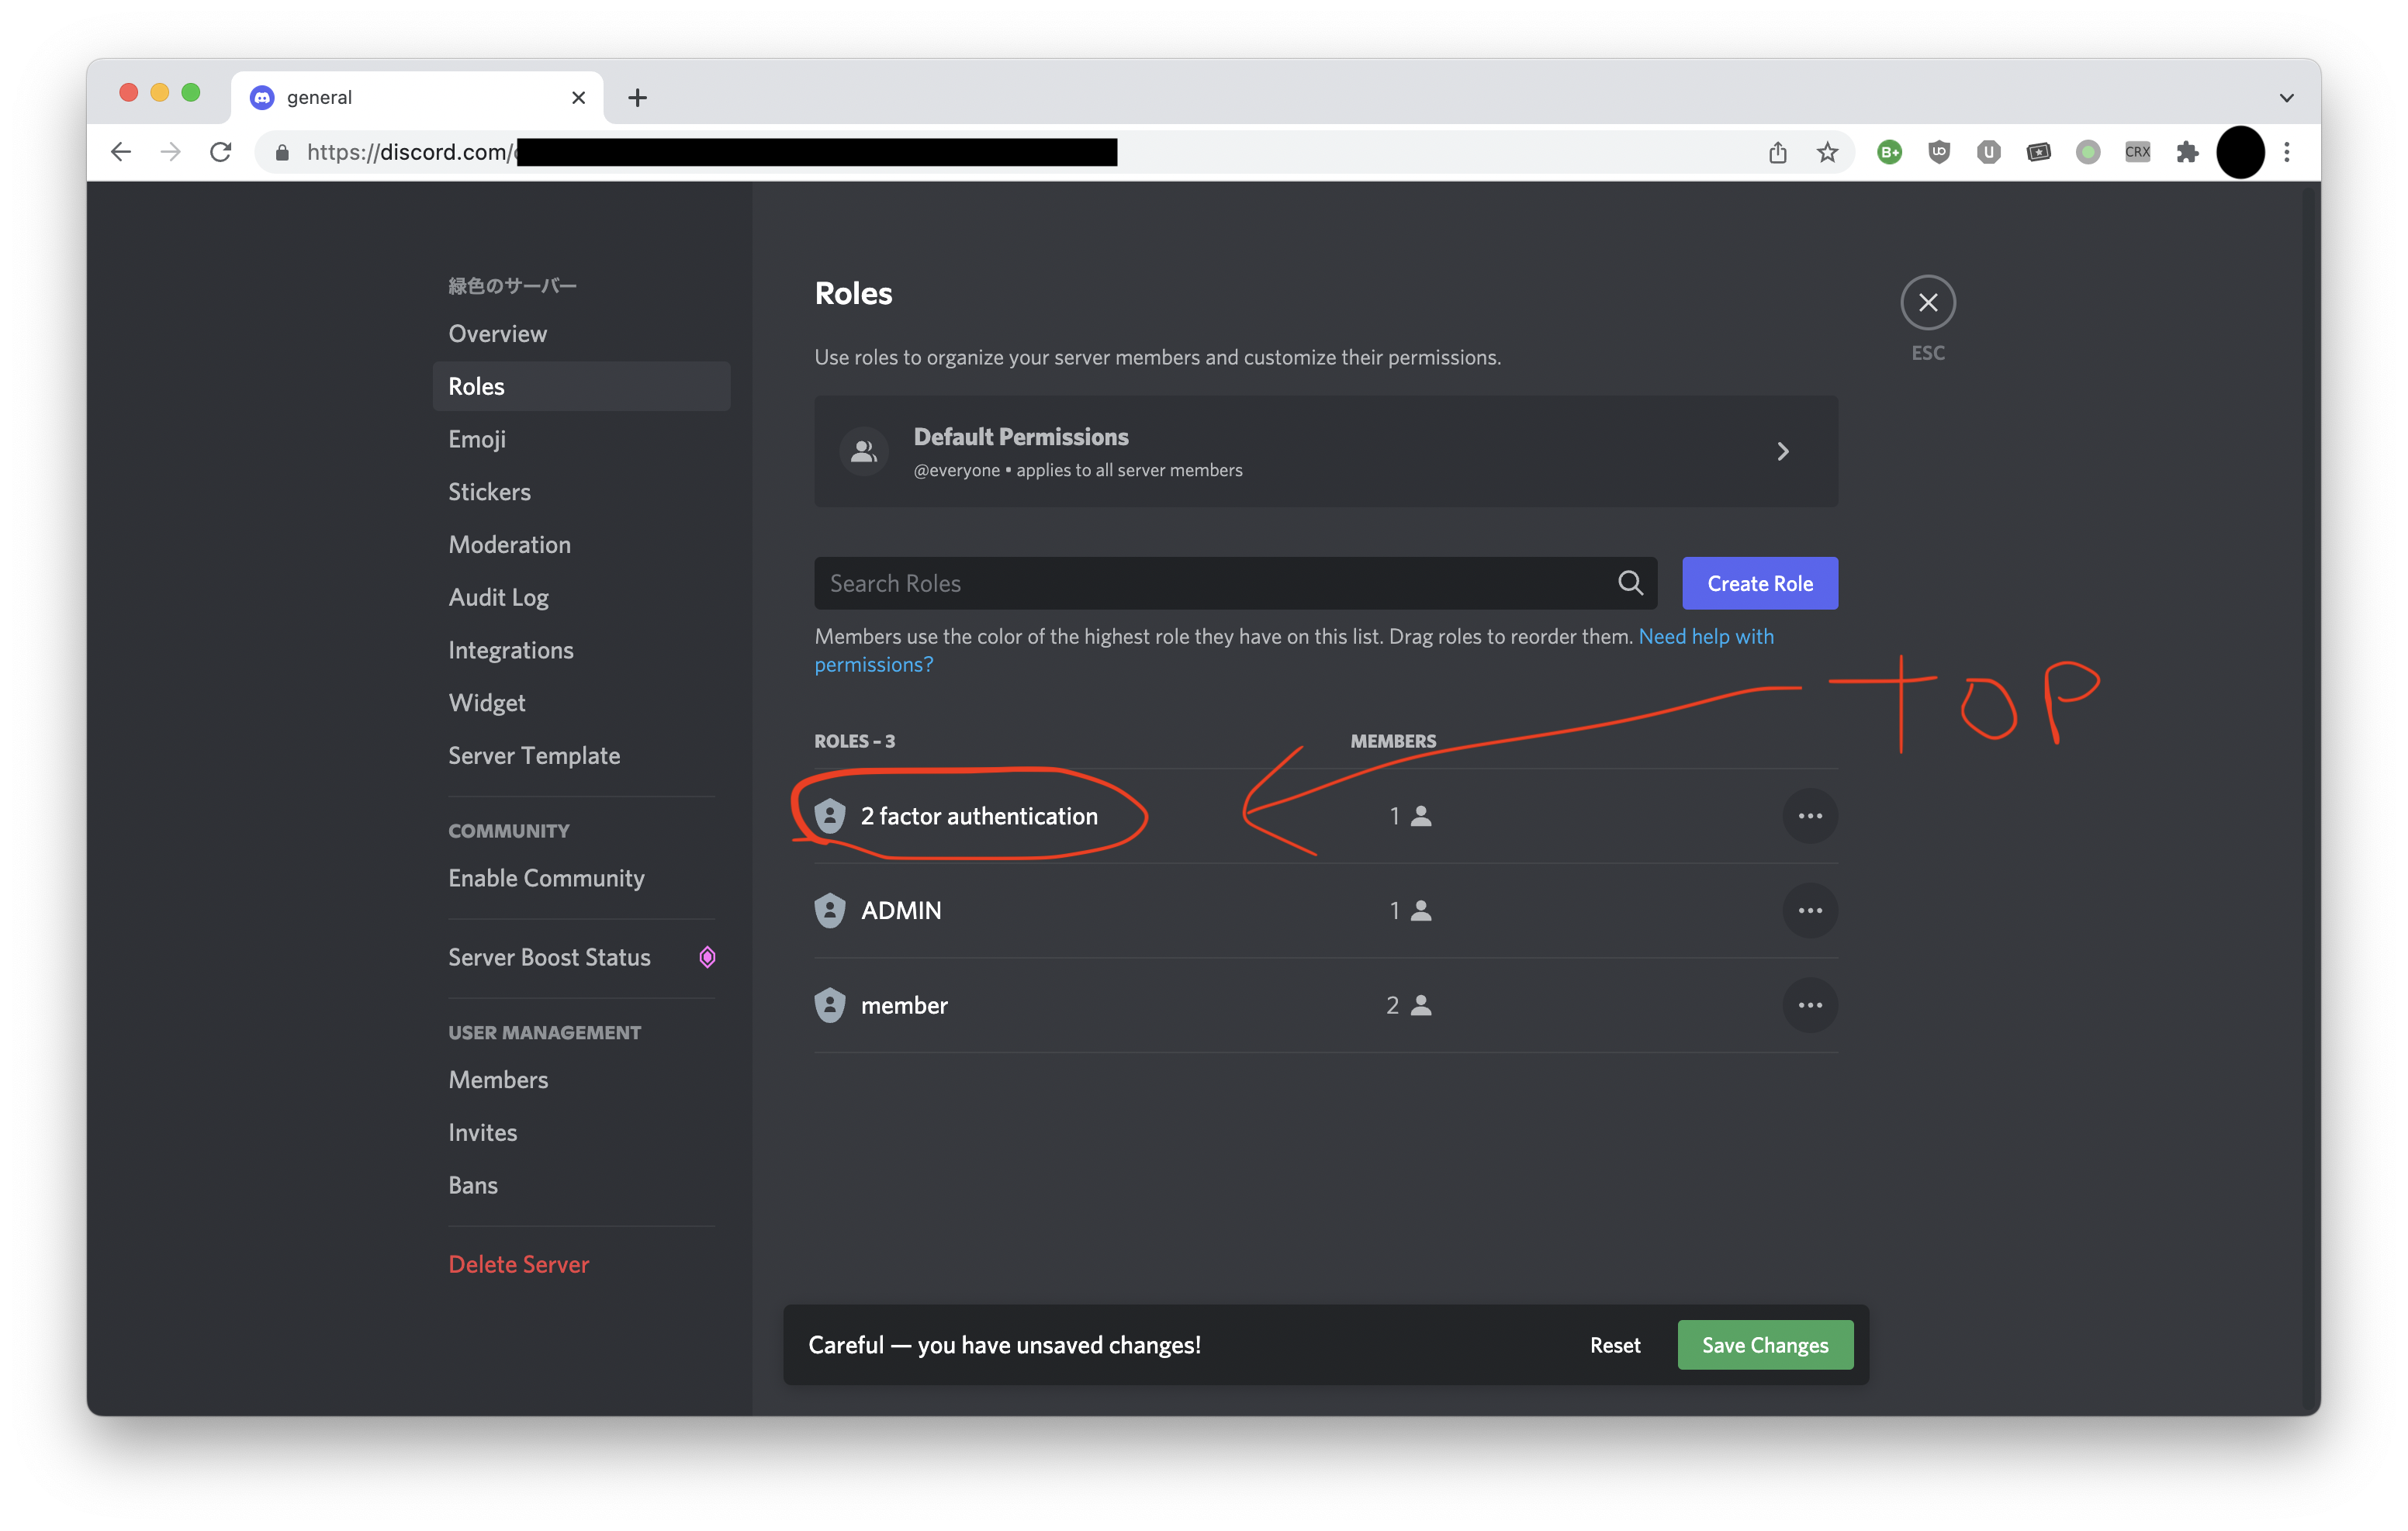 general
https://discord.com/
緑色のサーバー
Overview
Roles
Emoji
Stickers
Moderation
Audit Log
Integrations
Widget
Server Template
COMMUNITY
Enable Community
Server Boost Status
USER MANAGEMENT
Members
Invites
Bans
Delete Server
Roles
ESC
Use roles to organize your server members and customize their permissions.
Default Permissions
@everyone • applies to all server members
Search Roles
Create Role
Members use the color of the highest role they have on this list. Drag roles to reorder them. Need help with
permissions?
TOP
ROLES – 3 MEMBERS
2 factor authentication 1
ADMIN 1
member 2
Careful — you have unsaved changes!
Reset
Save Changes
B+
U
CRX